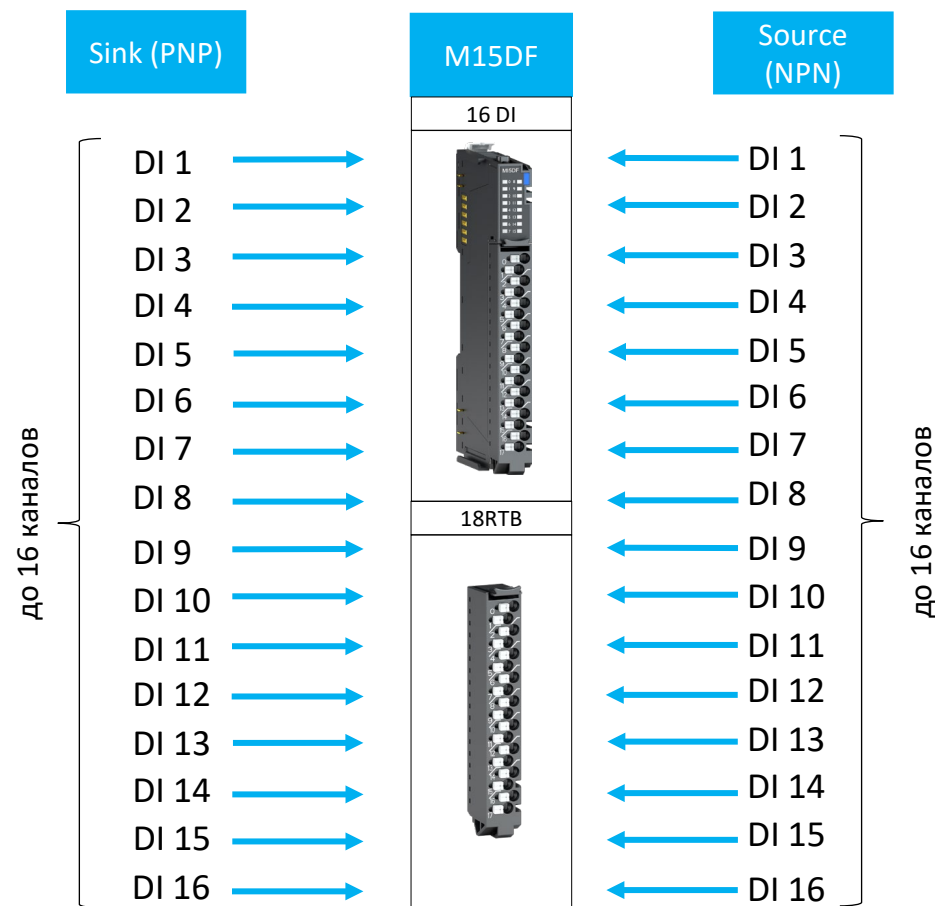 Sink (PNP)
M15DF
Source
(NPN)
16 DI
DI 1
DI 2
DI 3
DI 4
DI 5
DI 6
DI 7
DI 8
DI 9
DI 10
DI 11
DI 12
DI 13
DI 14
DI 15
DI 16
до 16 каналов
M15DF
18RTB
DI 1
DI 2
DI 3
DI 4
DI 5
DI 6
DI 7
DI 8
DI 9
DI 10
DI 11
DI 12
DI 13
DI 14
DI 15
DI 16
до 16 каналов